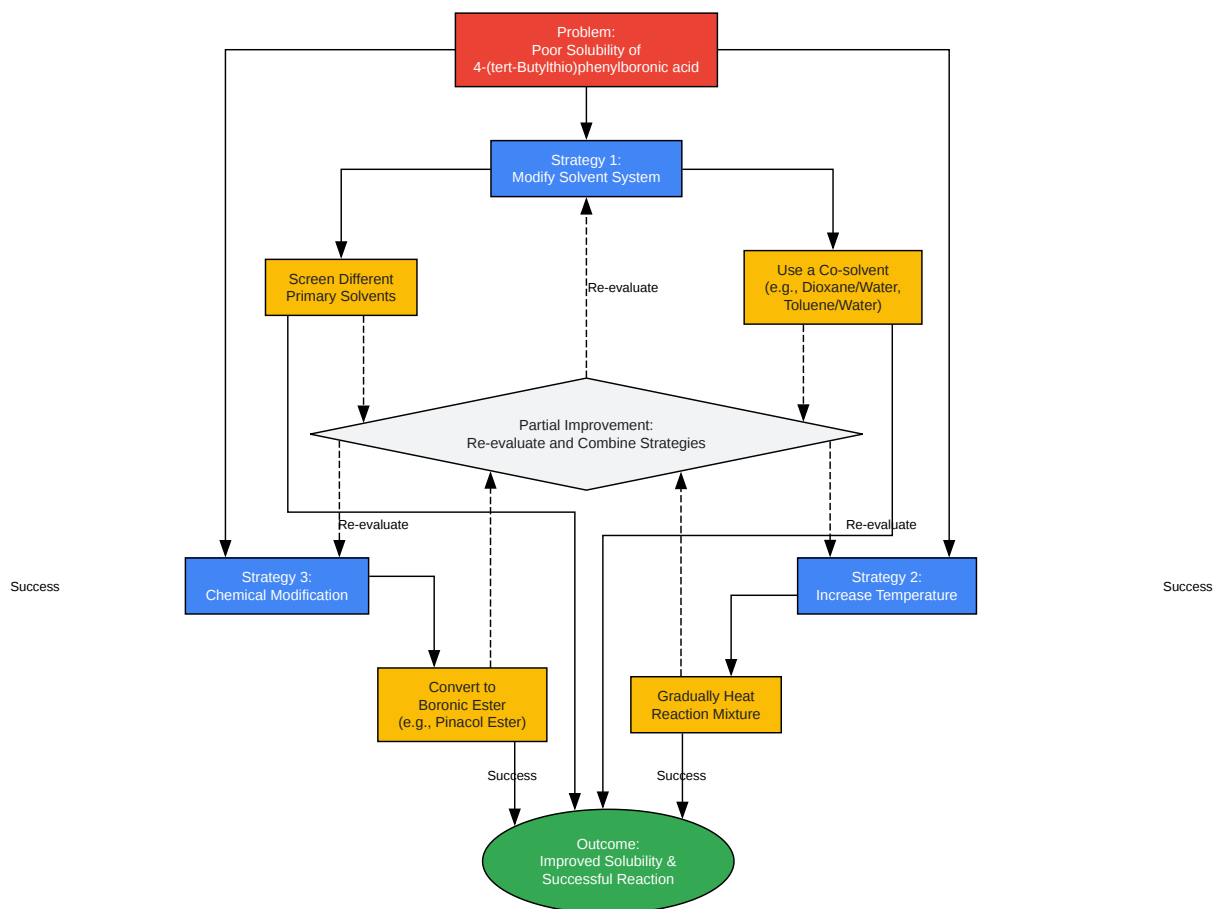 Problem:
Poor Solubility of
4-(tert-Butylthio)phenylboronic acid
Strategy 1:
Modify Solvent System
Screen Different
Primary Solvents
Use a Co-solvent
(e.g., Dioxane/Water,
Toluene/Water)
Re-evaluate
Partial Improvement:
Re-evaluate and Combine Strategies
Re-evaluate
Re-evaluate
Success
Strategy 3:
Chemical Modification
Strategy 2:
Increase Temperature
Success
Convert to
Boronic Ester
(e.g., Pinacol Ester)
Gradually Heat
Reaction Mixture
Success
Success
Outcome:
Improved Solubility &
Successful Reaction